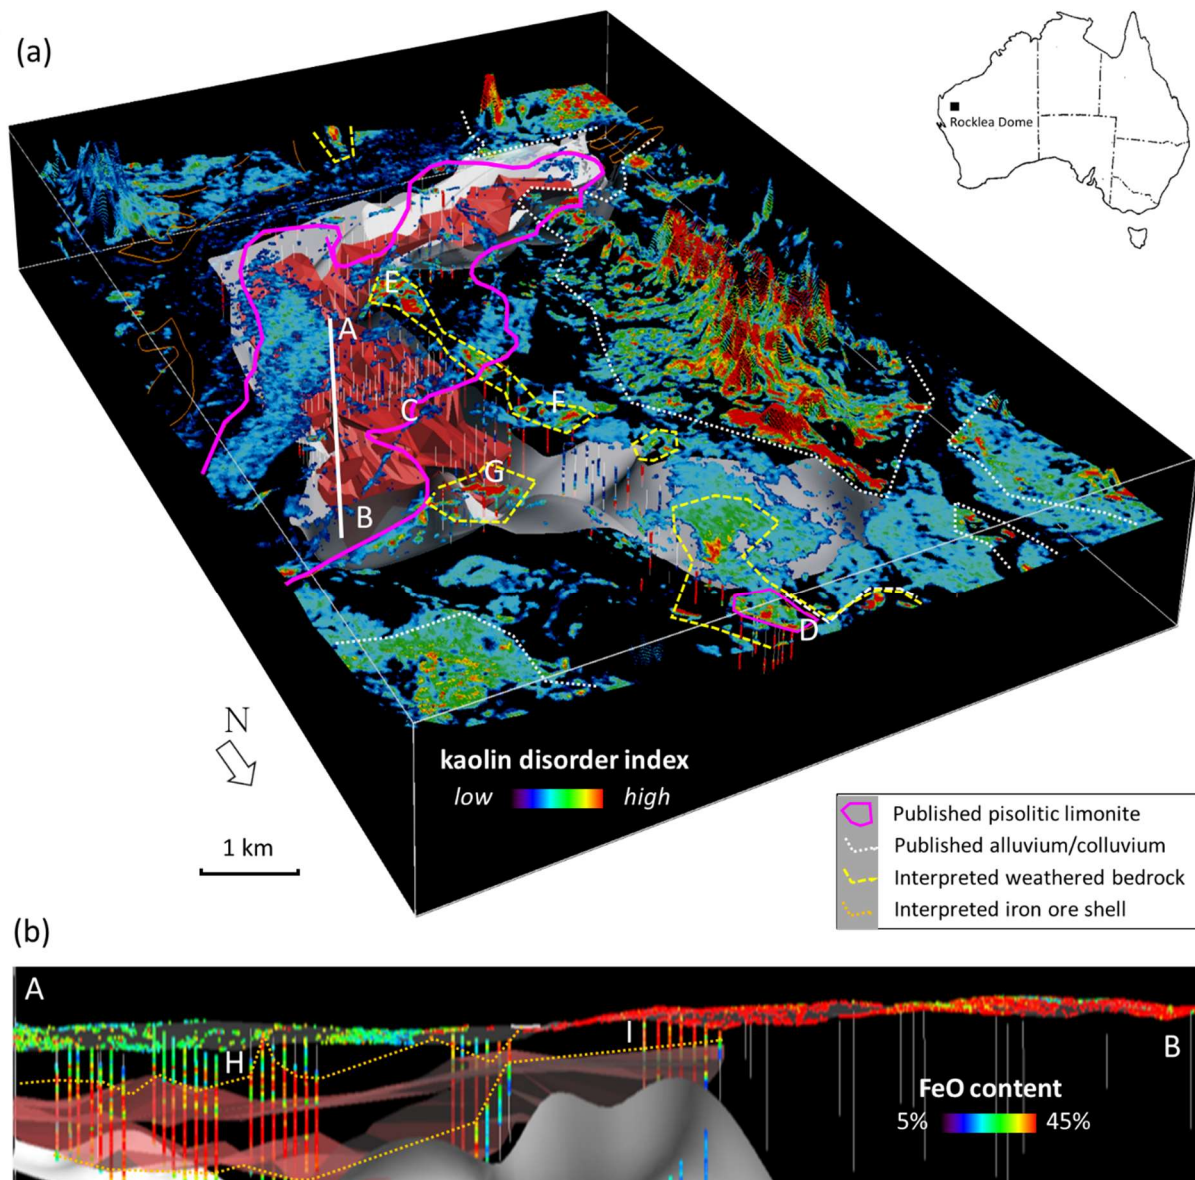 (a)
Rocklea Dome
E
A
C
F
G
B
D
N
kaolin disorder index
low high
1 km
Published pisolitic limonite
Published alluvium/colluvium
Interpreted weathered bedrock
Interpreted iron ore shell
(b)
A
H
I
B
FeO content
5% 45%